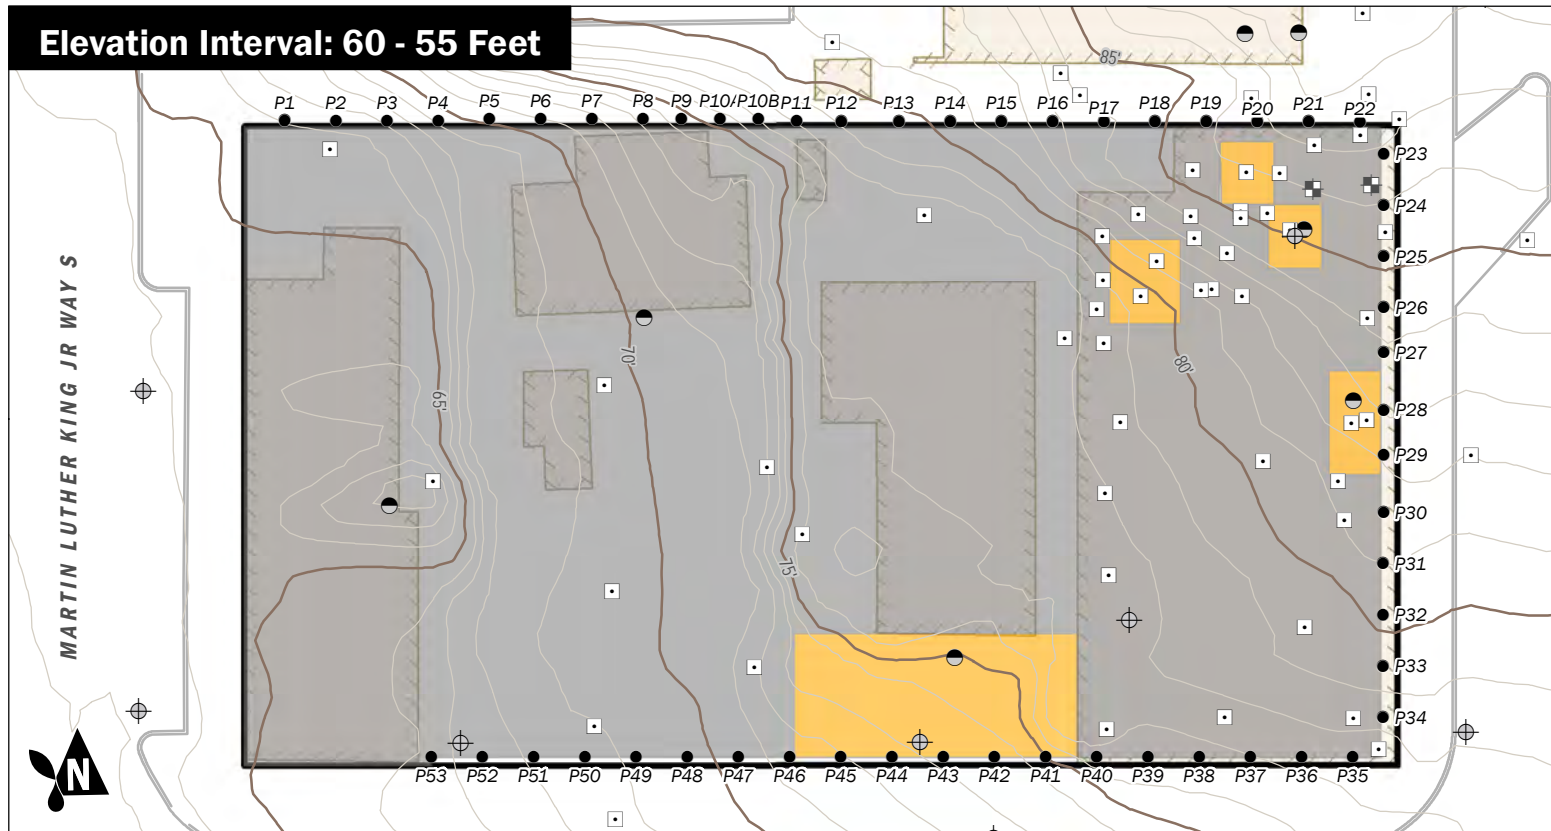 Elevation Interval: 60 - 55 Feet
85'
P1 P2 P3 P4 P5 P6 P7 P8 P9 P10A P10B P11 P12 P13 P14 P15 P16 P17 P18 P19 P20 P21 P22
P23
P24
P25
P26
P27
P28
P29
P30
P31
P32
P33
P34
MARTIN LUTHER KING JR WAY S
65'
70'
75'
80'
N
P53 P52 P51 P50 P49 P48 P47 P46 P45 P44 P43 P42 P41 P40 P39 P38 P37 P36 P35